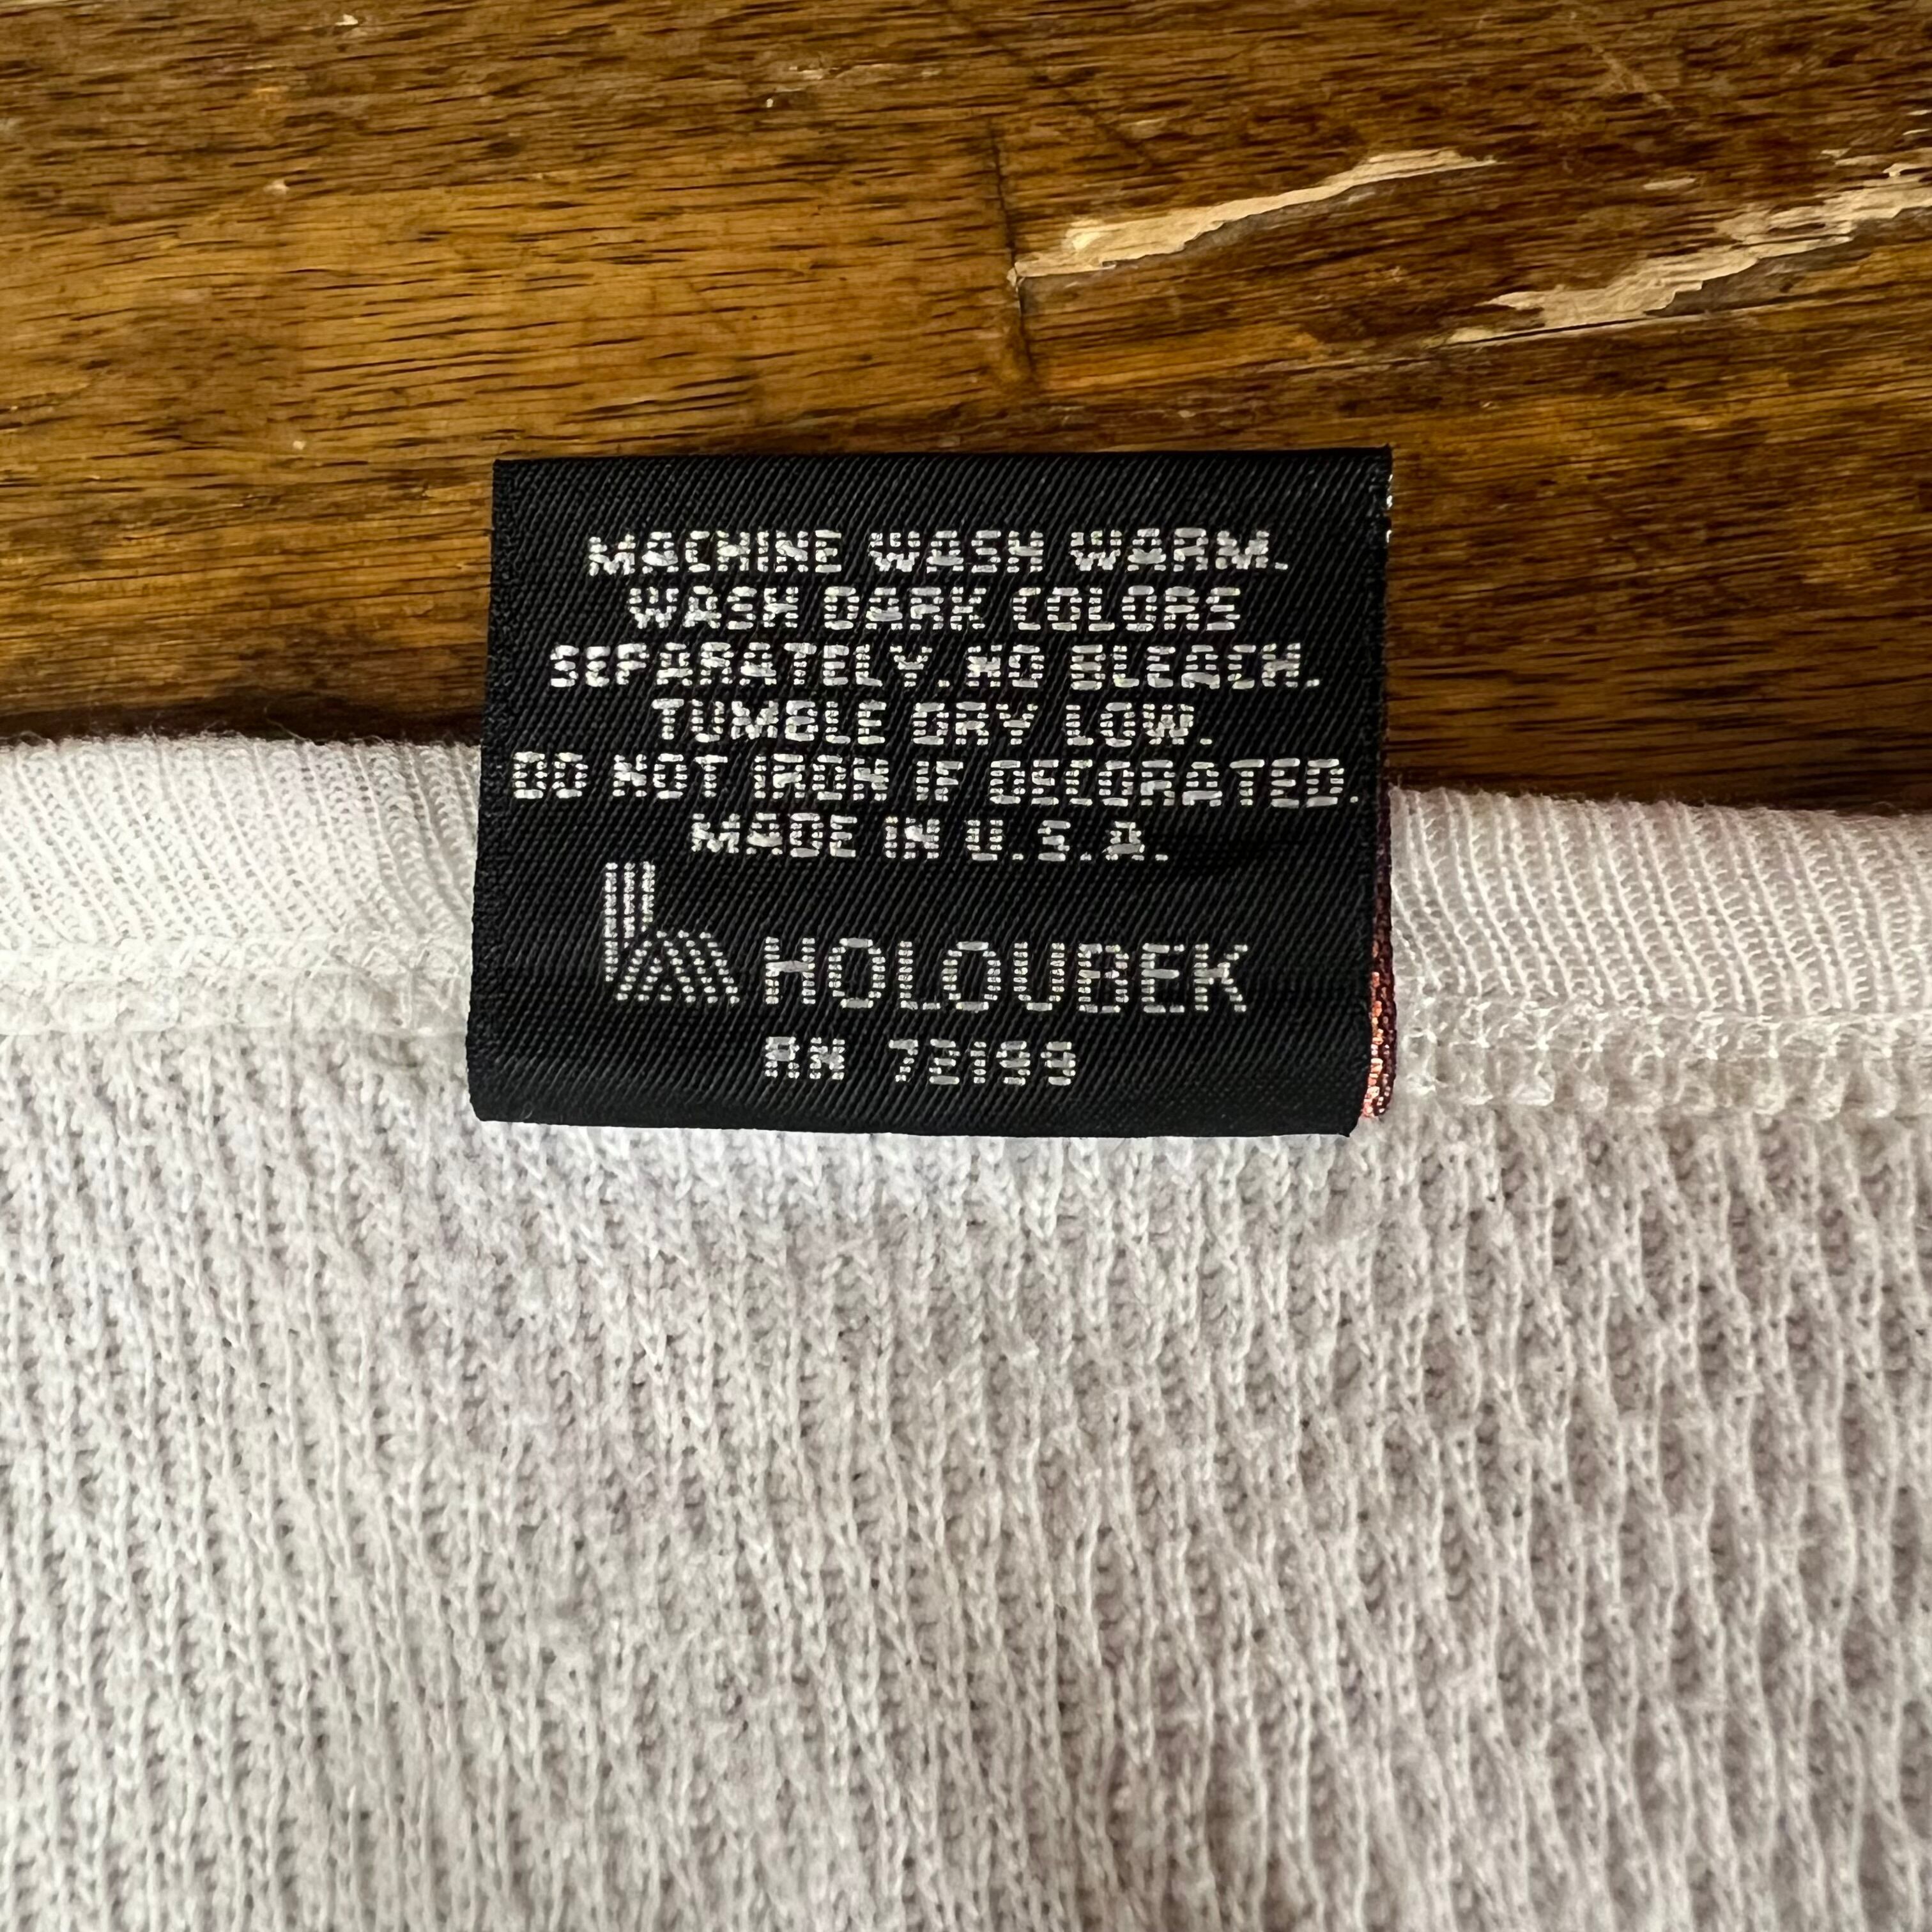 MACHINE WASH WARM.
WASH DARK COLORS
SEPARATELY. NO BLEACH.
TUMBLE DRY LOW.
DO NOT IRON IF DECORATED.
MADE IN U.S.A.
HOLOUBEK
RN 72199